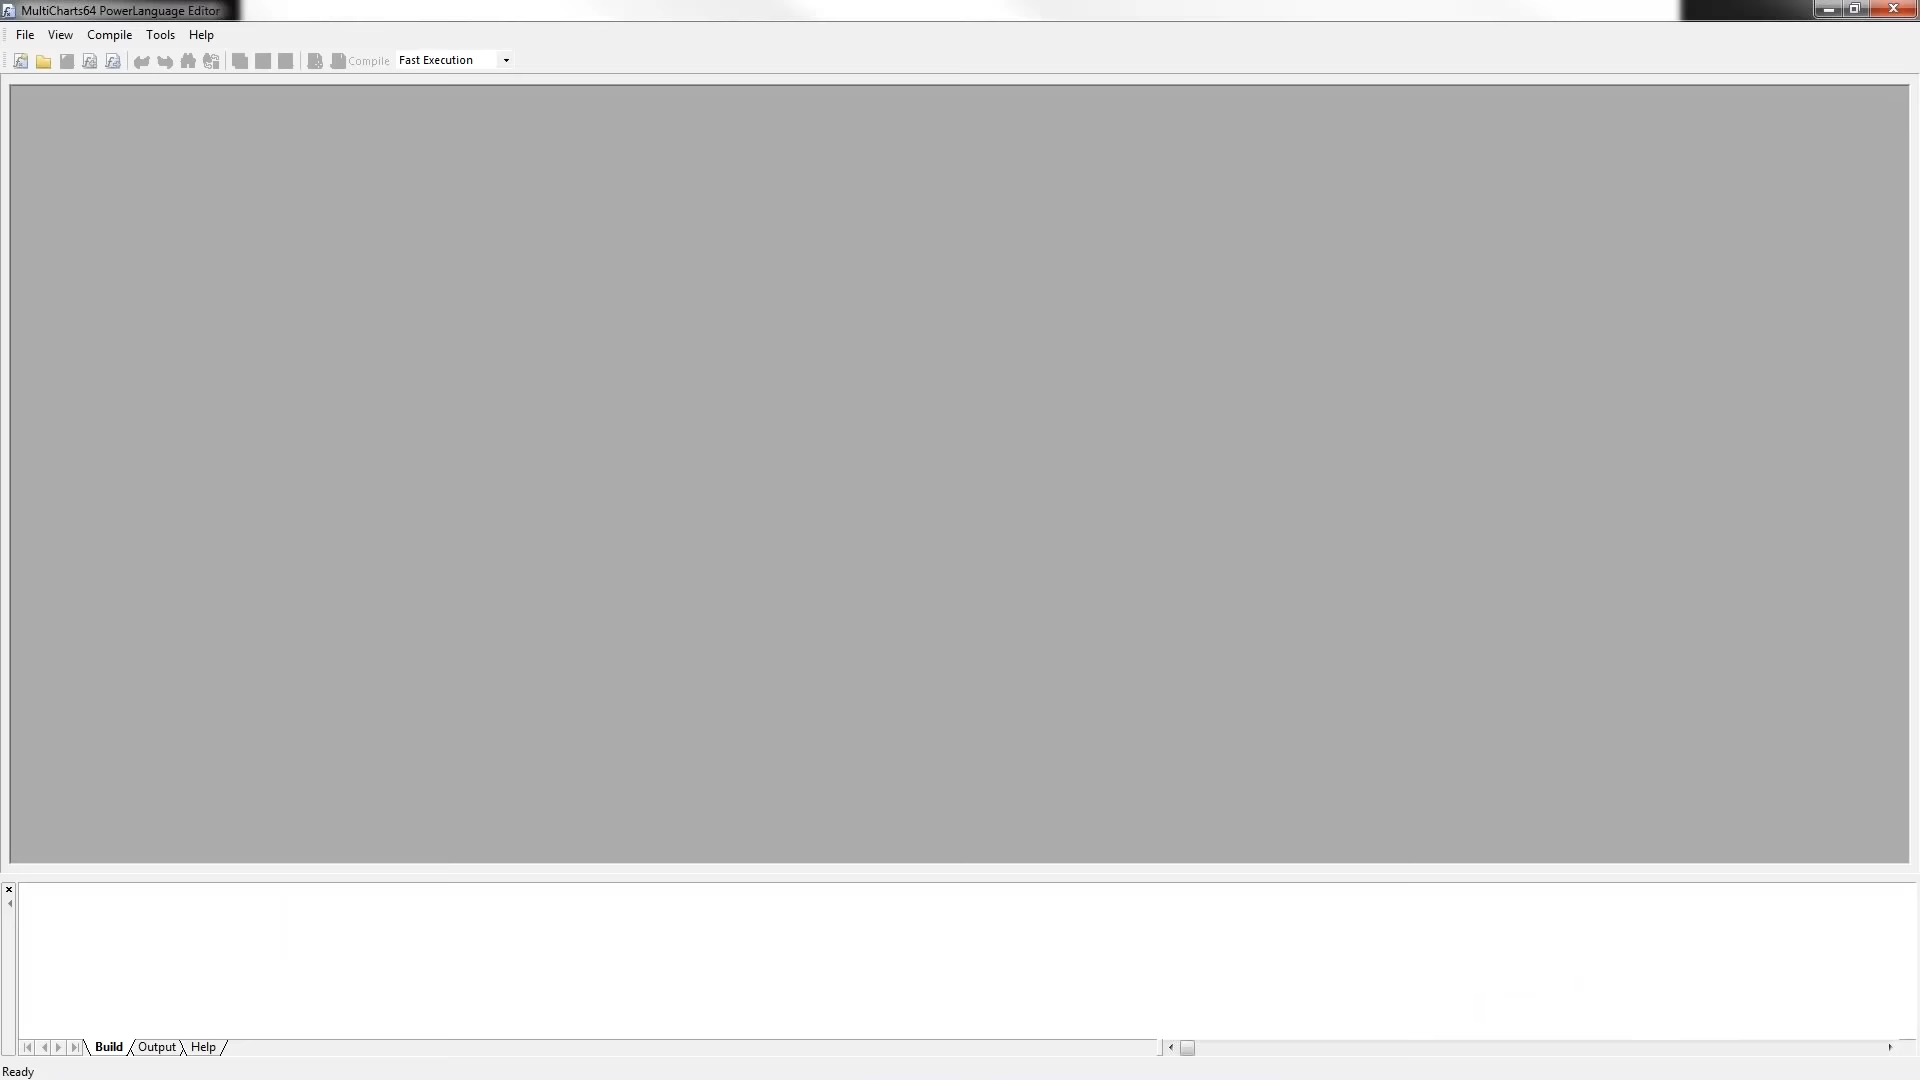 MultiCharts64 PowerLanguage Editor
File View Compile Tools Help
Compile Fast Execution
Build Output Help
Ready